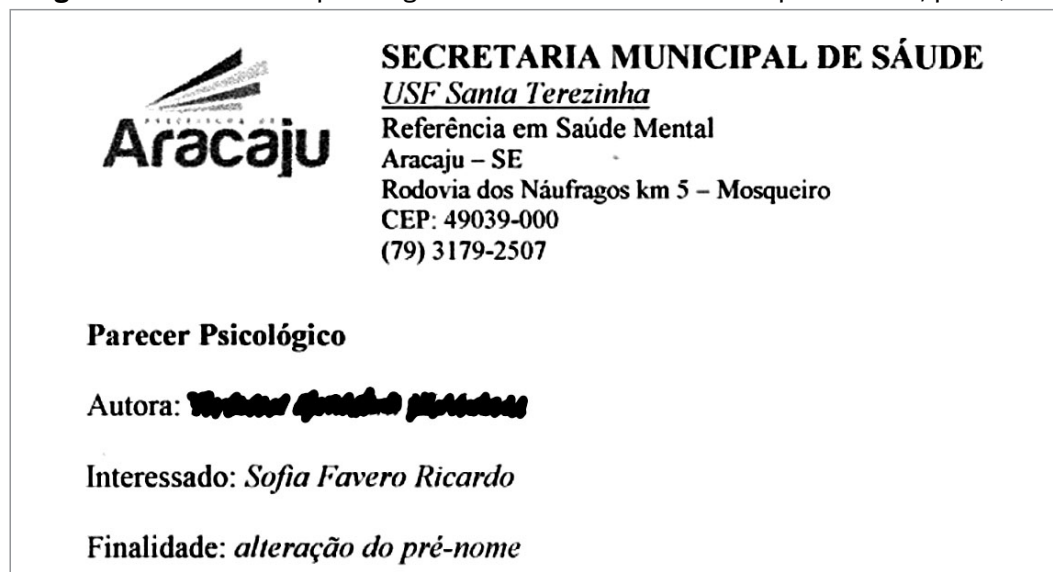 SECRETARIA MUNICIPAL DE SÁUDE
USF Santa Terezinha
Aracaju
Referência em Saúde Mental
Aracaju – SE
Rodovia dos Náufragos km 5 – Mosqueiro
CEP: 49039-000
(79) 3179-2507
Parecer Psicológico
Autora:
Interessado: Sofia Favero Ricardo
Finalidade: alteração do pré-nome